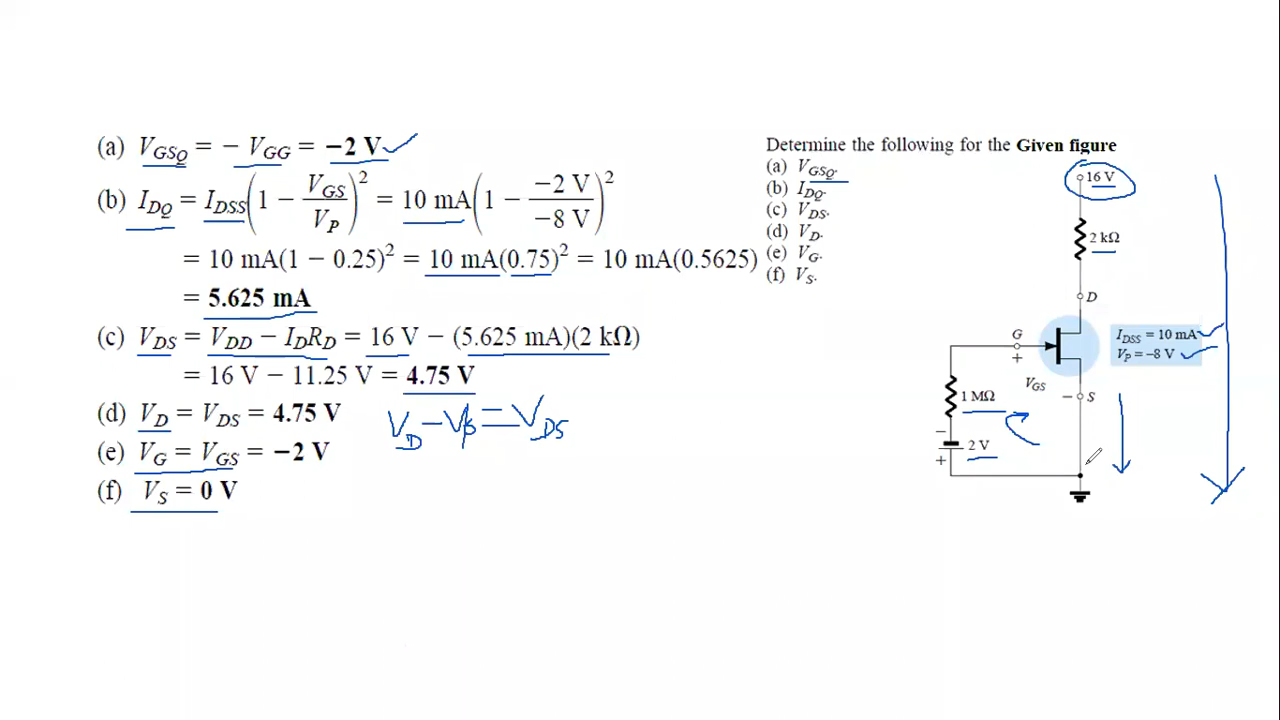 (a) V_GSQ = − V_GG = −2 V
(b) I_DQ = I_DSS(1 − V_GS/V_P)² = 10 mA(1 − −2 V/−8 V)²
= 10 mA(1 − 0.25)² = 10 mA(0.75)² = 10 mA(0.5625)
= 5.625 mA
(c) V_DS = V_DD − I_D R_D = 16 V − (5.625 mA)(2 kΩ)
= 16 V − 11.25 V = 4.75 V
(d) V_D = V_DS = 4.75 V
V_D − V_S = V_DS
(e) V_G = V_GS = −2 V
(f) V_S = 0 V
Determine the following for the Given figure
(a) V_GSQ.
(b) I_DQ.
(c) V_DS.
(d) V_D.
(e) V_G.
(f) V_S.
16 V
2 kΩ
D
G
+
I_DSS = 10 mA
V_P = −8 V
V_GS
− S
1 MΩ
−
2 V
+